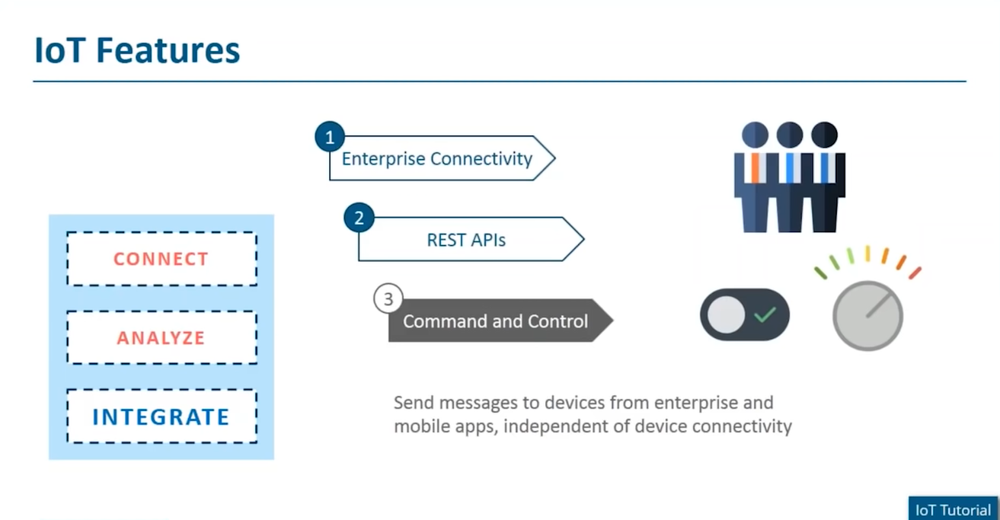 IoT Features
1
Enterprise Connectivity
2
REST APIs
3
Command and Control
CONNECT
ANALYZE
INTEGRATE
Send messages to devices from enterprise and
mobile apps, independent of device connectivity
IoT Tutorial